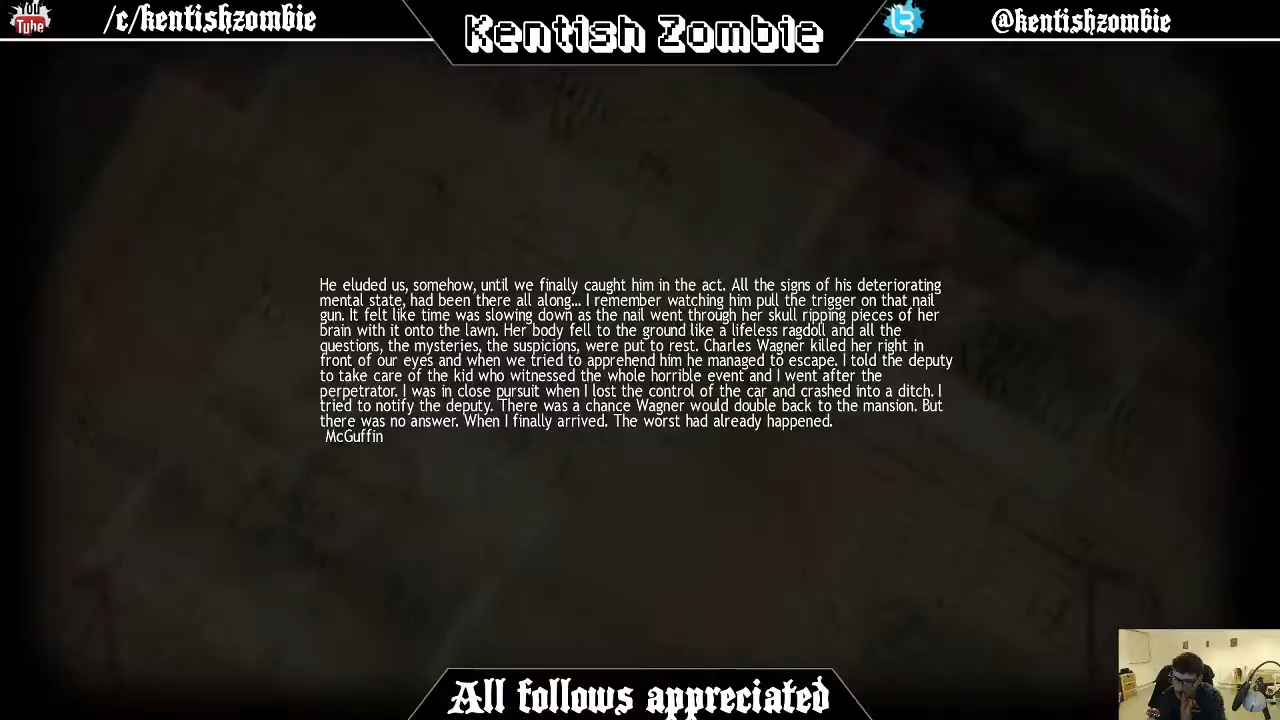 You
Tube
/c/kentishzombie
Kentish Zombie
@kentishzombie
He eluded us, somehow, until we finally caught him in the act. All the signs of his deteriorating
mental state, had been there all along... I remember watching him pull the trigger on that nail
gun. It felt like time was slowing down as the nail went through her skull ripping pieces of her
brain with it onto the lawn. Her body fell to the ground like a lifeless ragdoll and all the
questions, the mysteries, the suspicions, were put to rest. Charles Wagner killed her right in
front of our eyes and when we tried to apprehend him he managed to escape. I told the deputy
to take care of the kid who witnessed the whole horrible event and I went after the
perpetrator. I was in close pursuit when I lost the control of the car and crashed into a ditch. I
tried to notify the deputy. There was a chance Wagner would double back to the mansion. But
there was no answer. When I finally arrived. The worst had already happened.
McGuffin
All follows appreciated